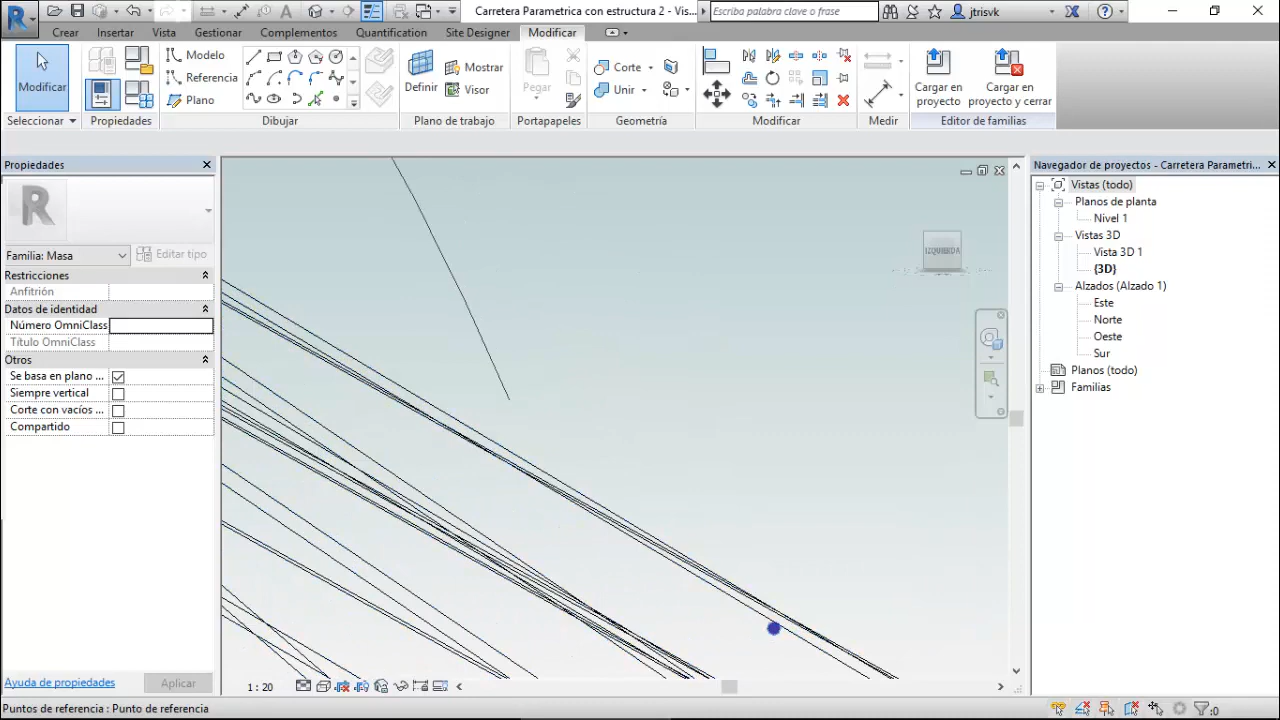 Carretera Parametrica con estructura 2 - Vis...
Escriba palabra clave o frase
jtrisvk
Crear
Insertar
Vista
Gestionar
Complementos
Quantification
Site Designer
Modificar
Modificar
Modelo
Referencia
Plano
Definir
Mostrar
Visor
Pegar
Corte
Unir
Cargar en
proyecto
Cargar en
proyecto y cerrar
Seleccionar
Propiedades
Dibujar
Plano de trabajo
Portapapeles
Geometría
Modificar
Medir
Editor de familias
Propiedades
R
Familia: Masa
Editar tipo
Restricciones
Anfitrión
Datos de identidad
Número OmniClass
Título OmniClass
Otros
Se basa en plano ...
Siempre vertical
Corte con vacíos ...
Compartido
Ayuda de propiedades
Aplicar
IZQUIERDA
1 : 20
Navegador de proyectos - Carretera Parametri...
Vistas (todo)
Planos de planta
Nivel 1
Vistas 3D
Vista 3D 1
{3D}
Alzados (Alzado 1)
Este
Norte
Oeste
Sur
Planos (todo)
Familias
Puntos de referencia : Punto de referencia
:0